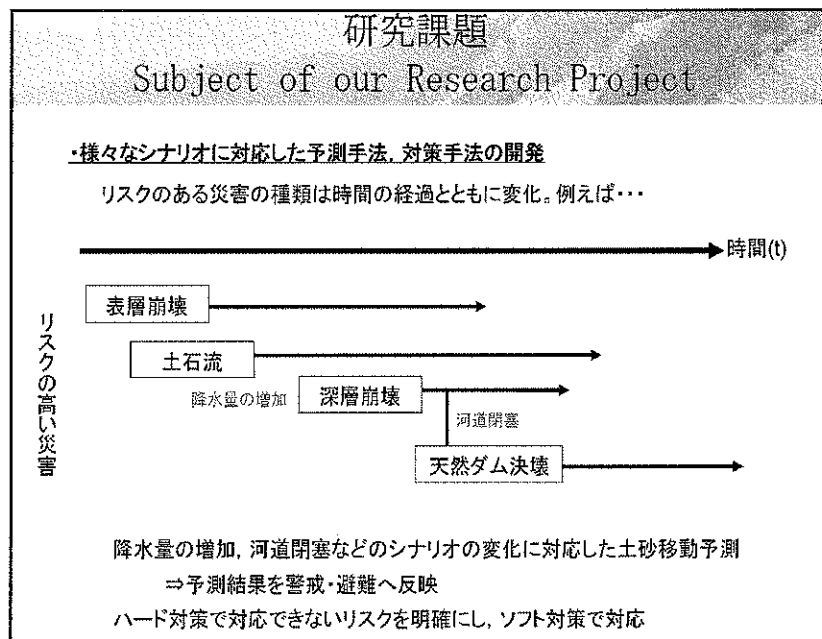 研究課題
Subject of our Research Project
・様々なシナリオに対応した予測手法，対策手法の開発
リスクのある災害の種類は時間の経過とともに変化。例えば・・・
時間(t)
リスクの高い災害
表層崩壊
土石流
降水量の増加
深層崩壊
河道閉塞
天然ダム決壊
降水量の増加，河道閉塞などのシナリオの変化に対応した土砂移動予測
⇒予測結果を警戒・避難へ反映
ハード対策で対応できないリスクを明確にし，ソフト対策で対応